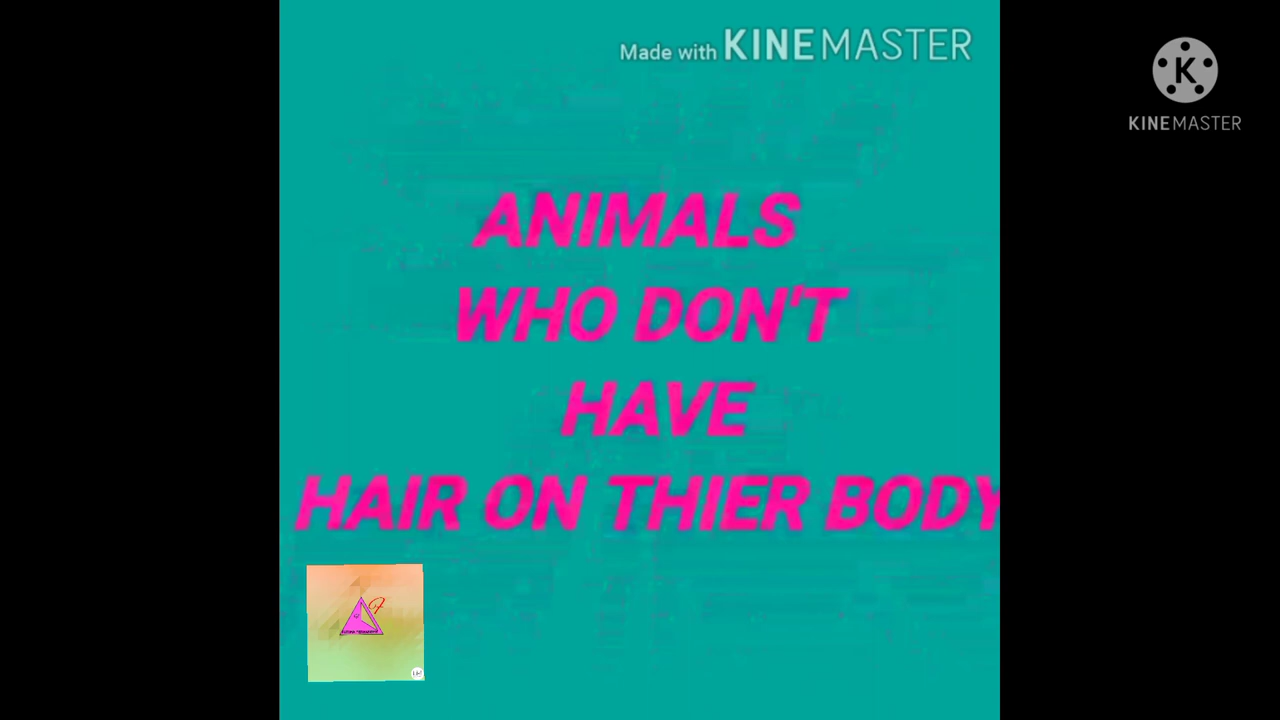 Made with KINEMASTER
K
KINEMASTER
ANIMALS
WHO DON'T
HAVE
HAIR ON THIER BODY